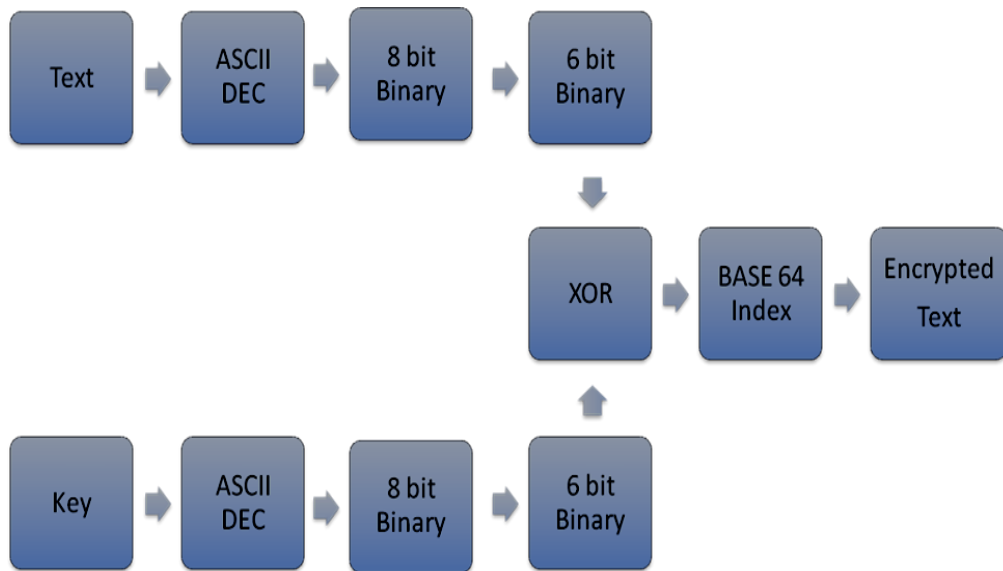 Text
ASCII
DEC
8 bit
Binary
6 bit
Binary
XOR
BASE 64
Index
Encrypted
Text
Key
ASCII
DEC
8 bit
Binary
6 bit
Binary